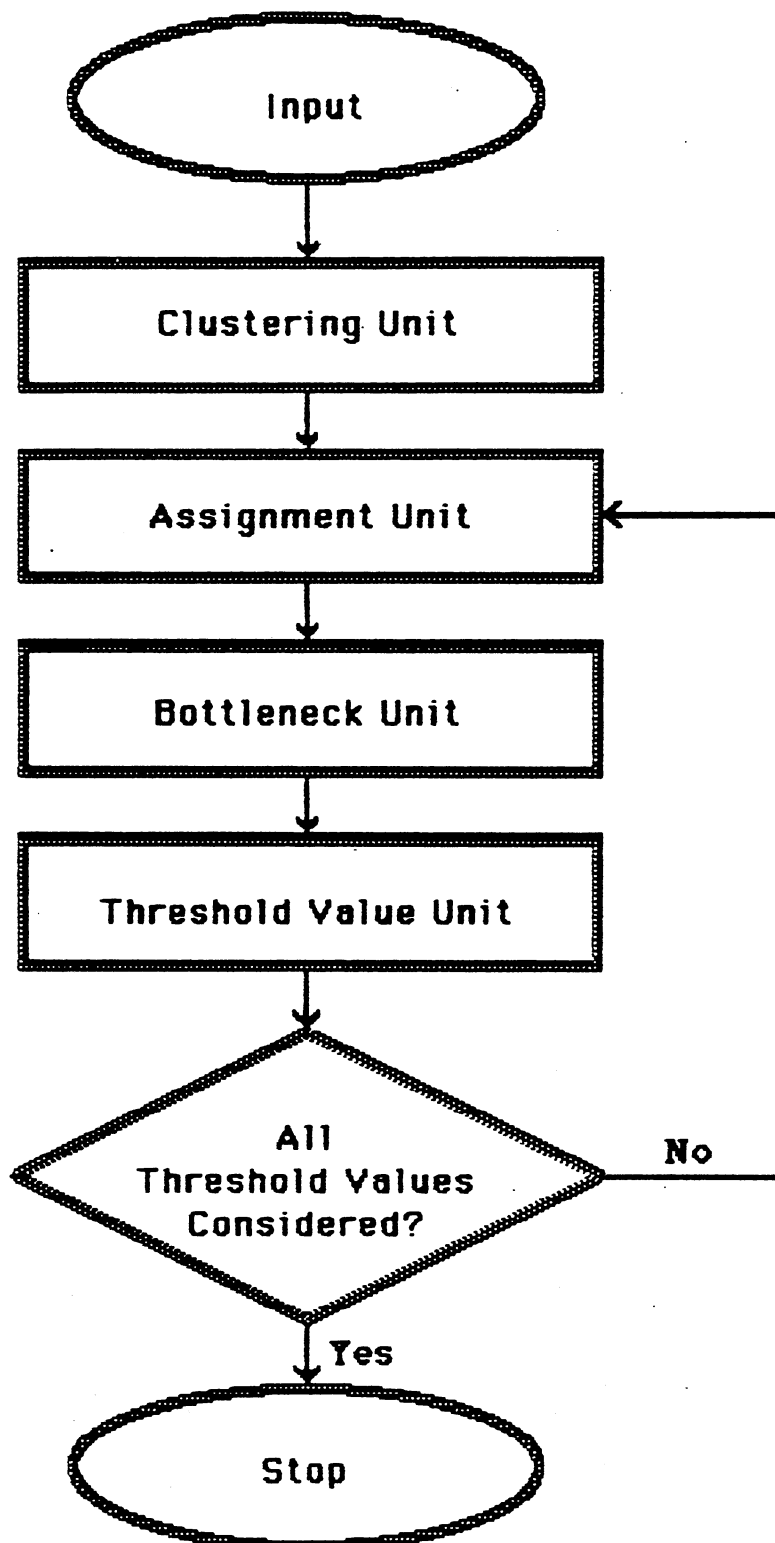 Input
Clustering Unit
Assignment Unit
Bottleneck Unit
Threshold Value Unit
All
Threshold Values
Considered?
No
Yes
Stop